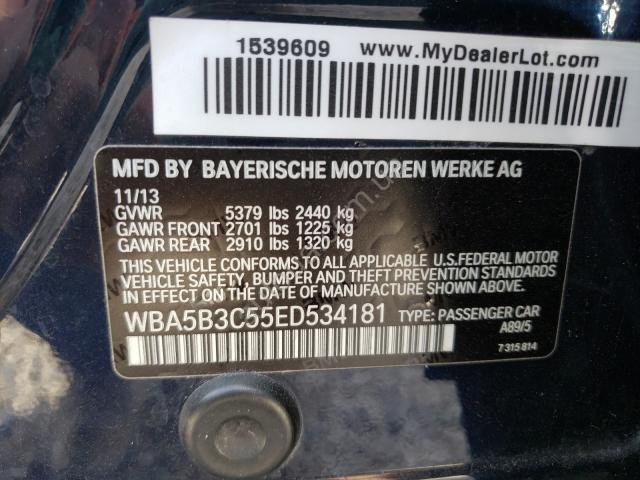 1539609 www.MyDealerLot.com
MFD BY BAYERISCHE MOTOREN WERKE AG
11/13
GVWR 5379 lbs 2440 kg
GAWR FRONT 2701 lbs 1225 kg
GAWR REAR 2910 lbs 1320 kg
THIS VEHICLE CONFORMS TO ALL APPLICABLE U.S.FEDERAL MOTOR
VEHICLE SAFETY, BUMPER AND THEFT PREVENTION STANDARDS
IN EFFECT ON THE DATE OF MANUFACTURE SHOWN ABOVE.
WBA5B3C55ED534181 TYPE: PASSENGER CAR
A89/5
7 315 814